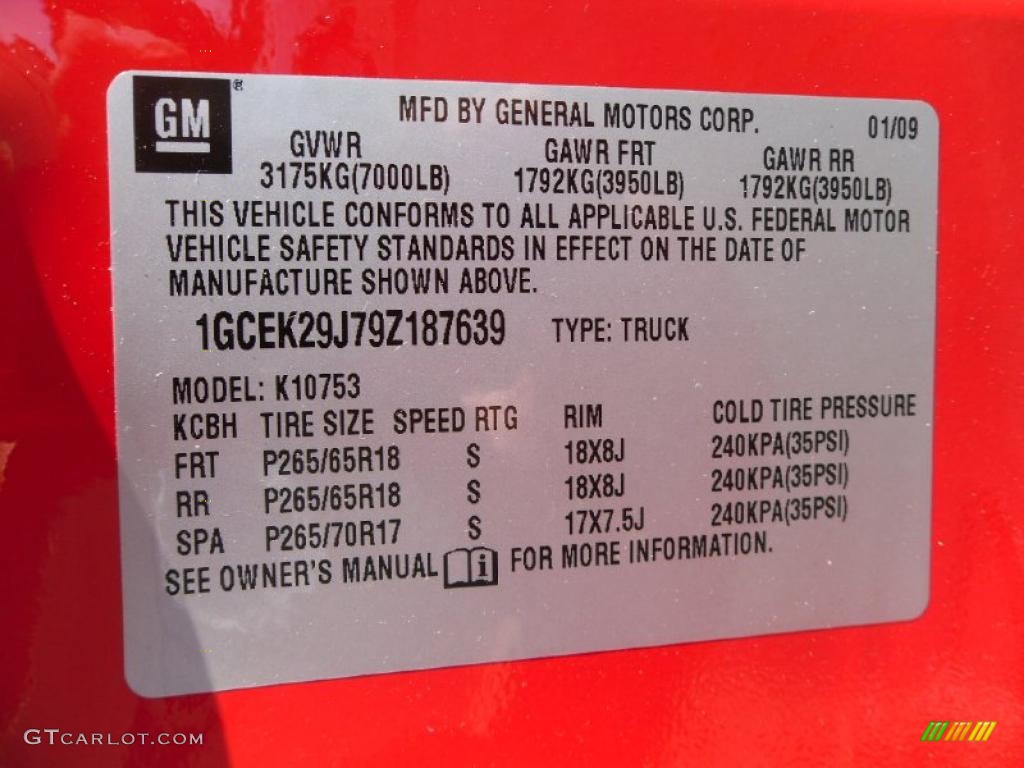 GM®
MFD BY GENERAL MOTORS CORP. 01/09
GVWR GAWR FRT GAWR RR
3175KG(7000LB) 1792KG(3950LB) 1792KG(3950LB)
THIS VEHICLE CONFORMS TO ALL APPLICABLE U.S. FEDERAL MOTOR
VEHICLE SAFETY STANDARDS IN EFFECT ON THE DATE OF
MANUFACTURE SHOWN ABOVE.
1GCEK29J79Z187639 TYPE: TRUCK
MODEL: K10753
KCBH TIRE SIZE SPEED RTG RIM COLD TIRE PRESSURE
FRT P265/65R18 S 18X8J 240KPA(35PSI)
RR P265/65R18 S 18X8J 240KPA(35PSI)
SPA P265/70R17 S 17X7.5J 240KPA(35PSI)
SEE OWNER'S MANUAL i FOR MORE INFORMATION.
GTCARLOT.COM